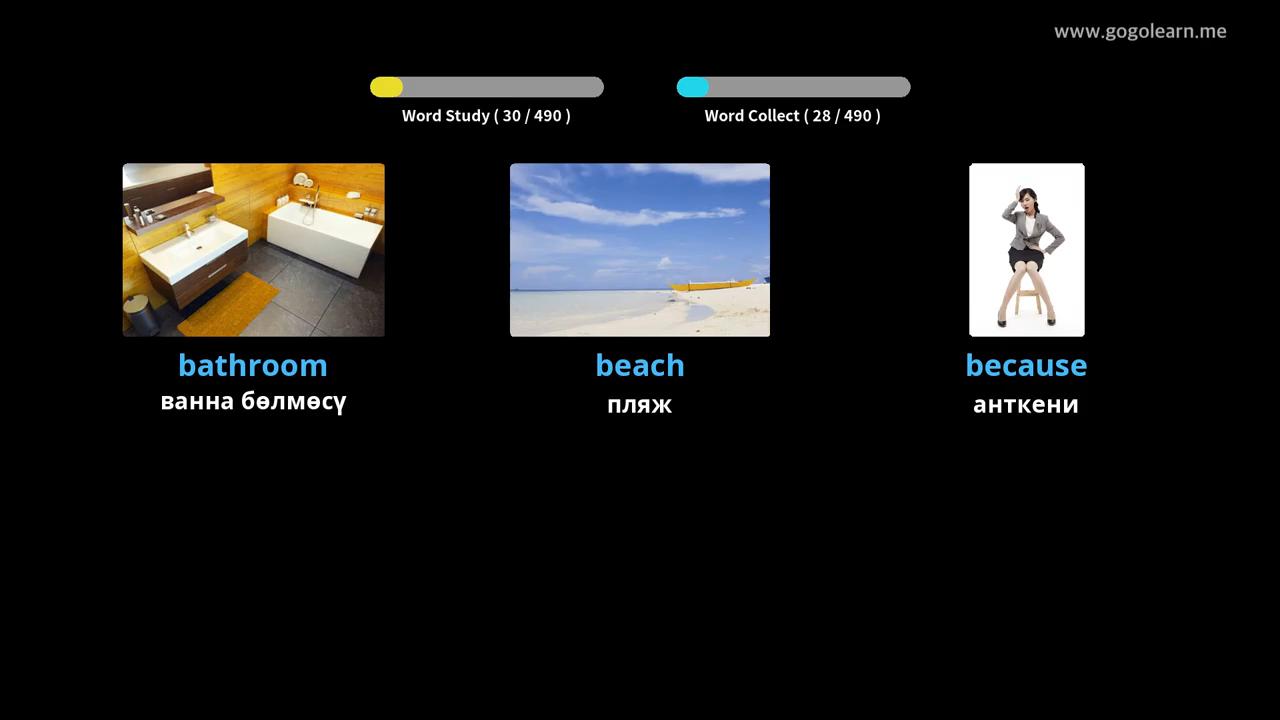 www.gogolearn.me
Word Study ( 30 / 490 )
Word Collect ( 28 / 490 )
bathroom
ванна бөлмөсү
beach
пляж
because
анткени